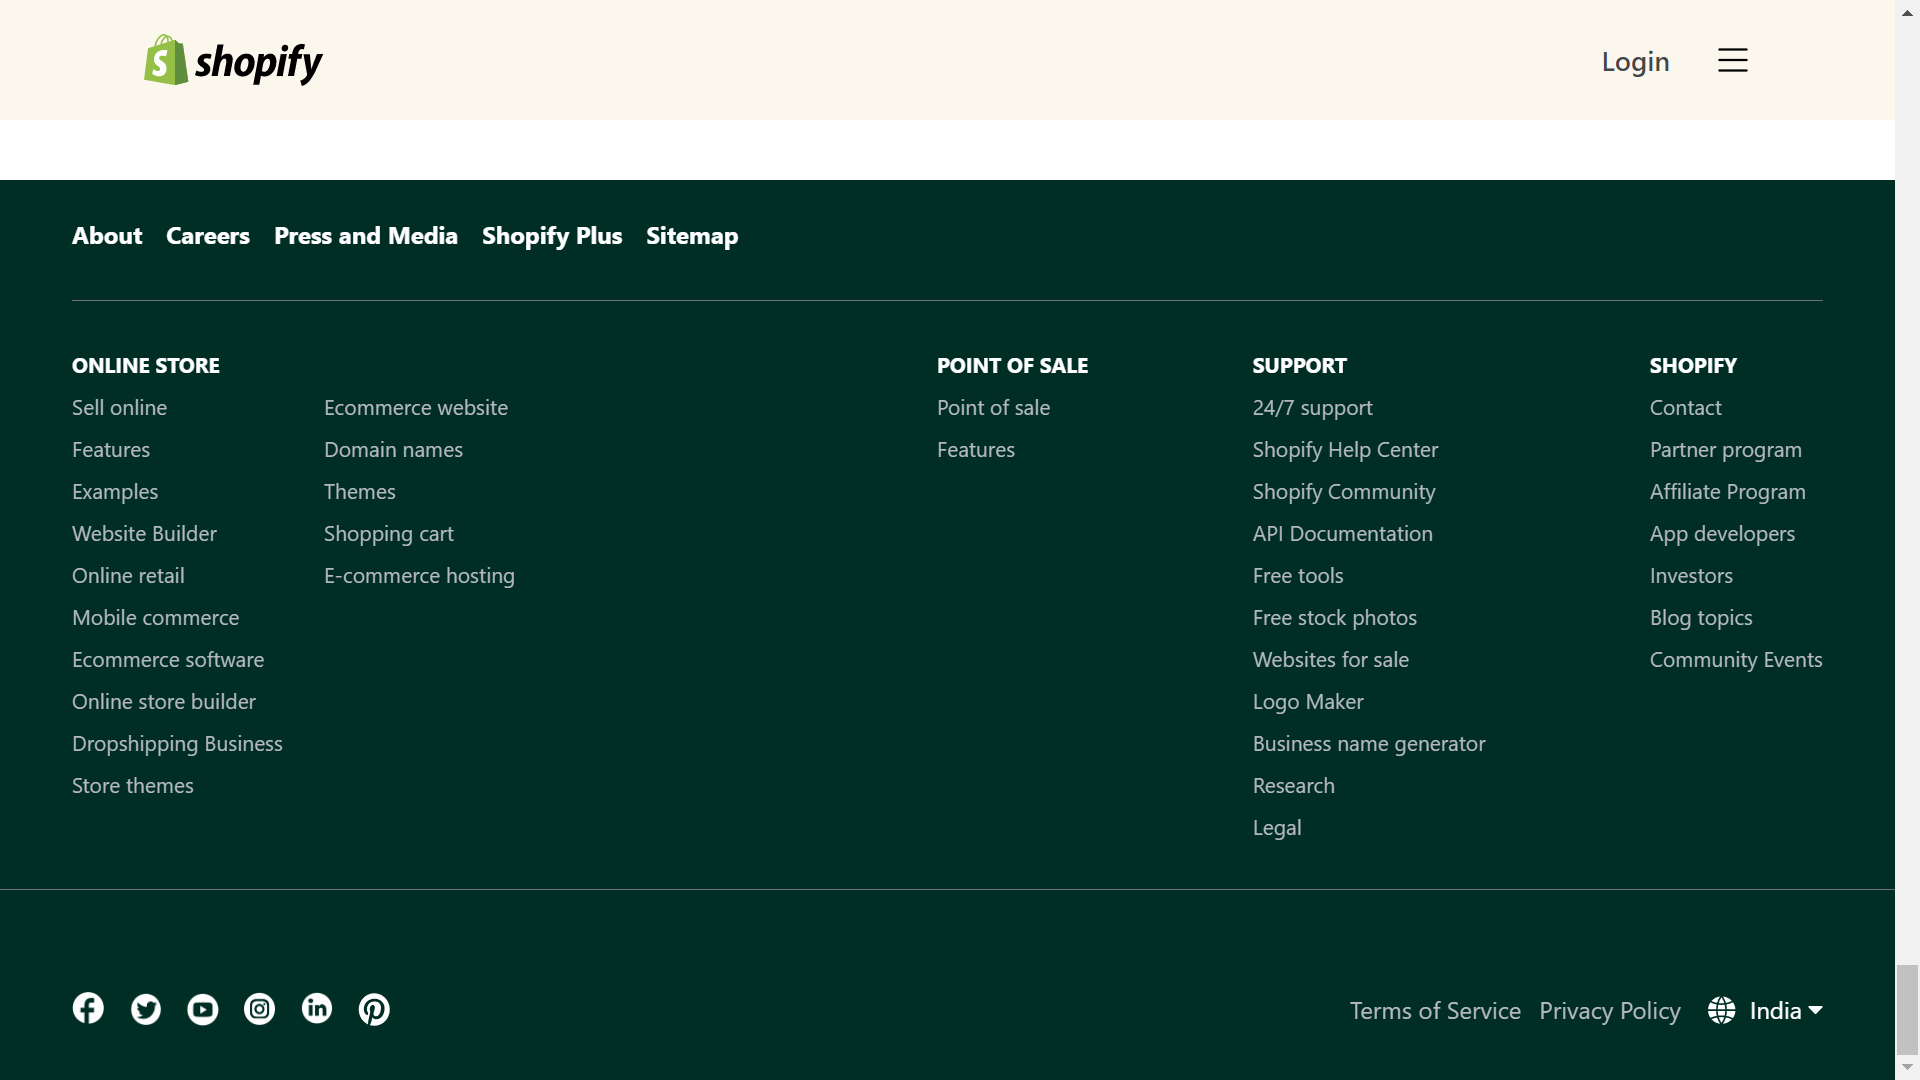 shopify
Login
About Careers Press and Media Shopify Plus Sitemap
ONLINE STORE
Sell online
Features
Examples
Website Builder
Online retail
Mobile commerce
Ecommerce software
Online store builder
Dropshipping Business
Store themes
Ecommerce website
Domain names
Themes
Shopping cart
E-commerce hosting
POINT OF SALE
Point of sale
Features
SUPPORT
24/7 support
Shopify Help Center
Shopify Community
API Documentation
Free tools
Free stock photos
Websites for sale
Logo Maker
Business name generator
Research
Legal
SHOPIFY
Contact
Partner program
Affiliate Program
App developers
Investors
Blog topics
Community Events
Terms of Service Privacy Policy India